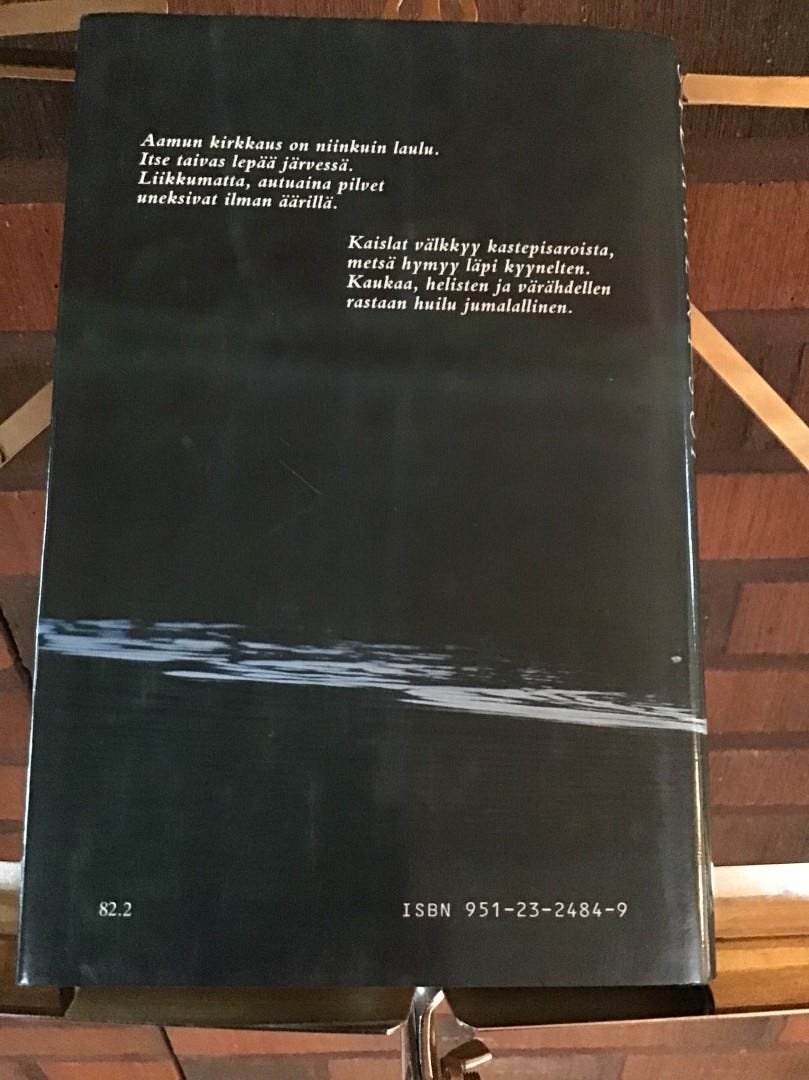 Aamun kirkkaus on niinkuin laulu.
Itse taivas lepää järvessä.
Liikkumatta, autuaina pilvet
uneksivat ilman äärillä.
Kaislat välkkyy kastepisaroista,
metsä hymyy läpi kyynelten.
Kaukaa, helisten ja värähdellen
rastaan huilu jumalallinen.
82.2
ISBN 951-23-2484-9